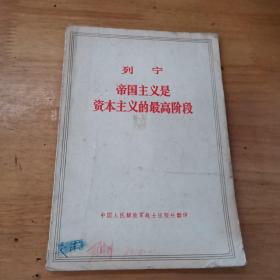 列宁
帝国主义是
资本主义的最高阶段
中国人民解放军战士出版社翻印